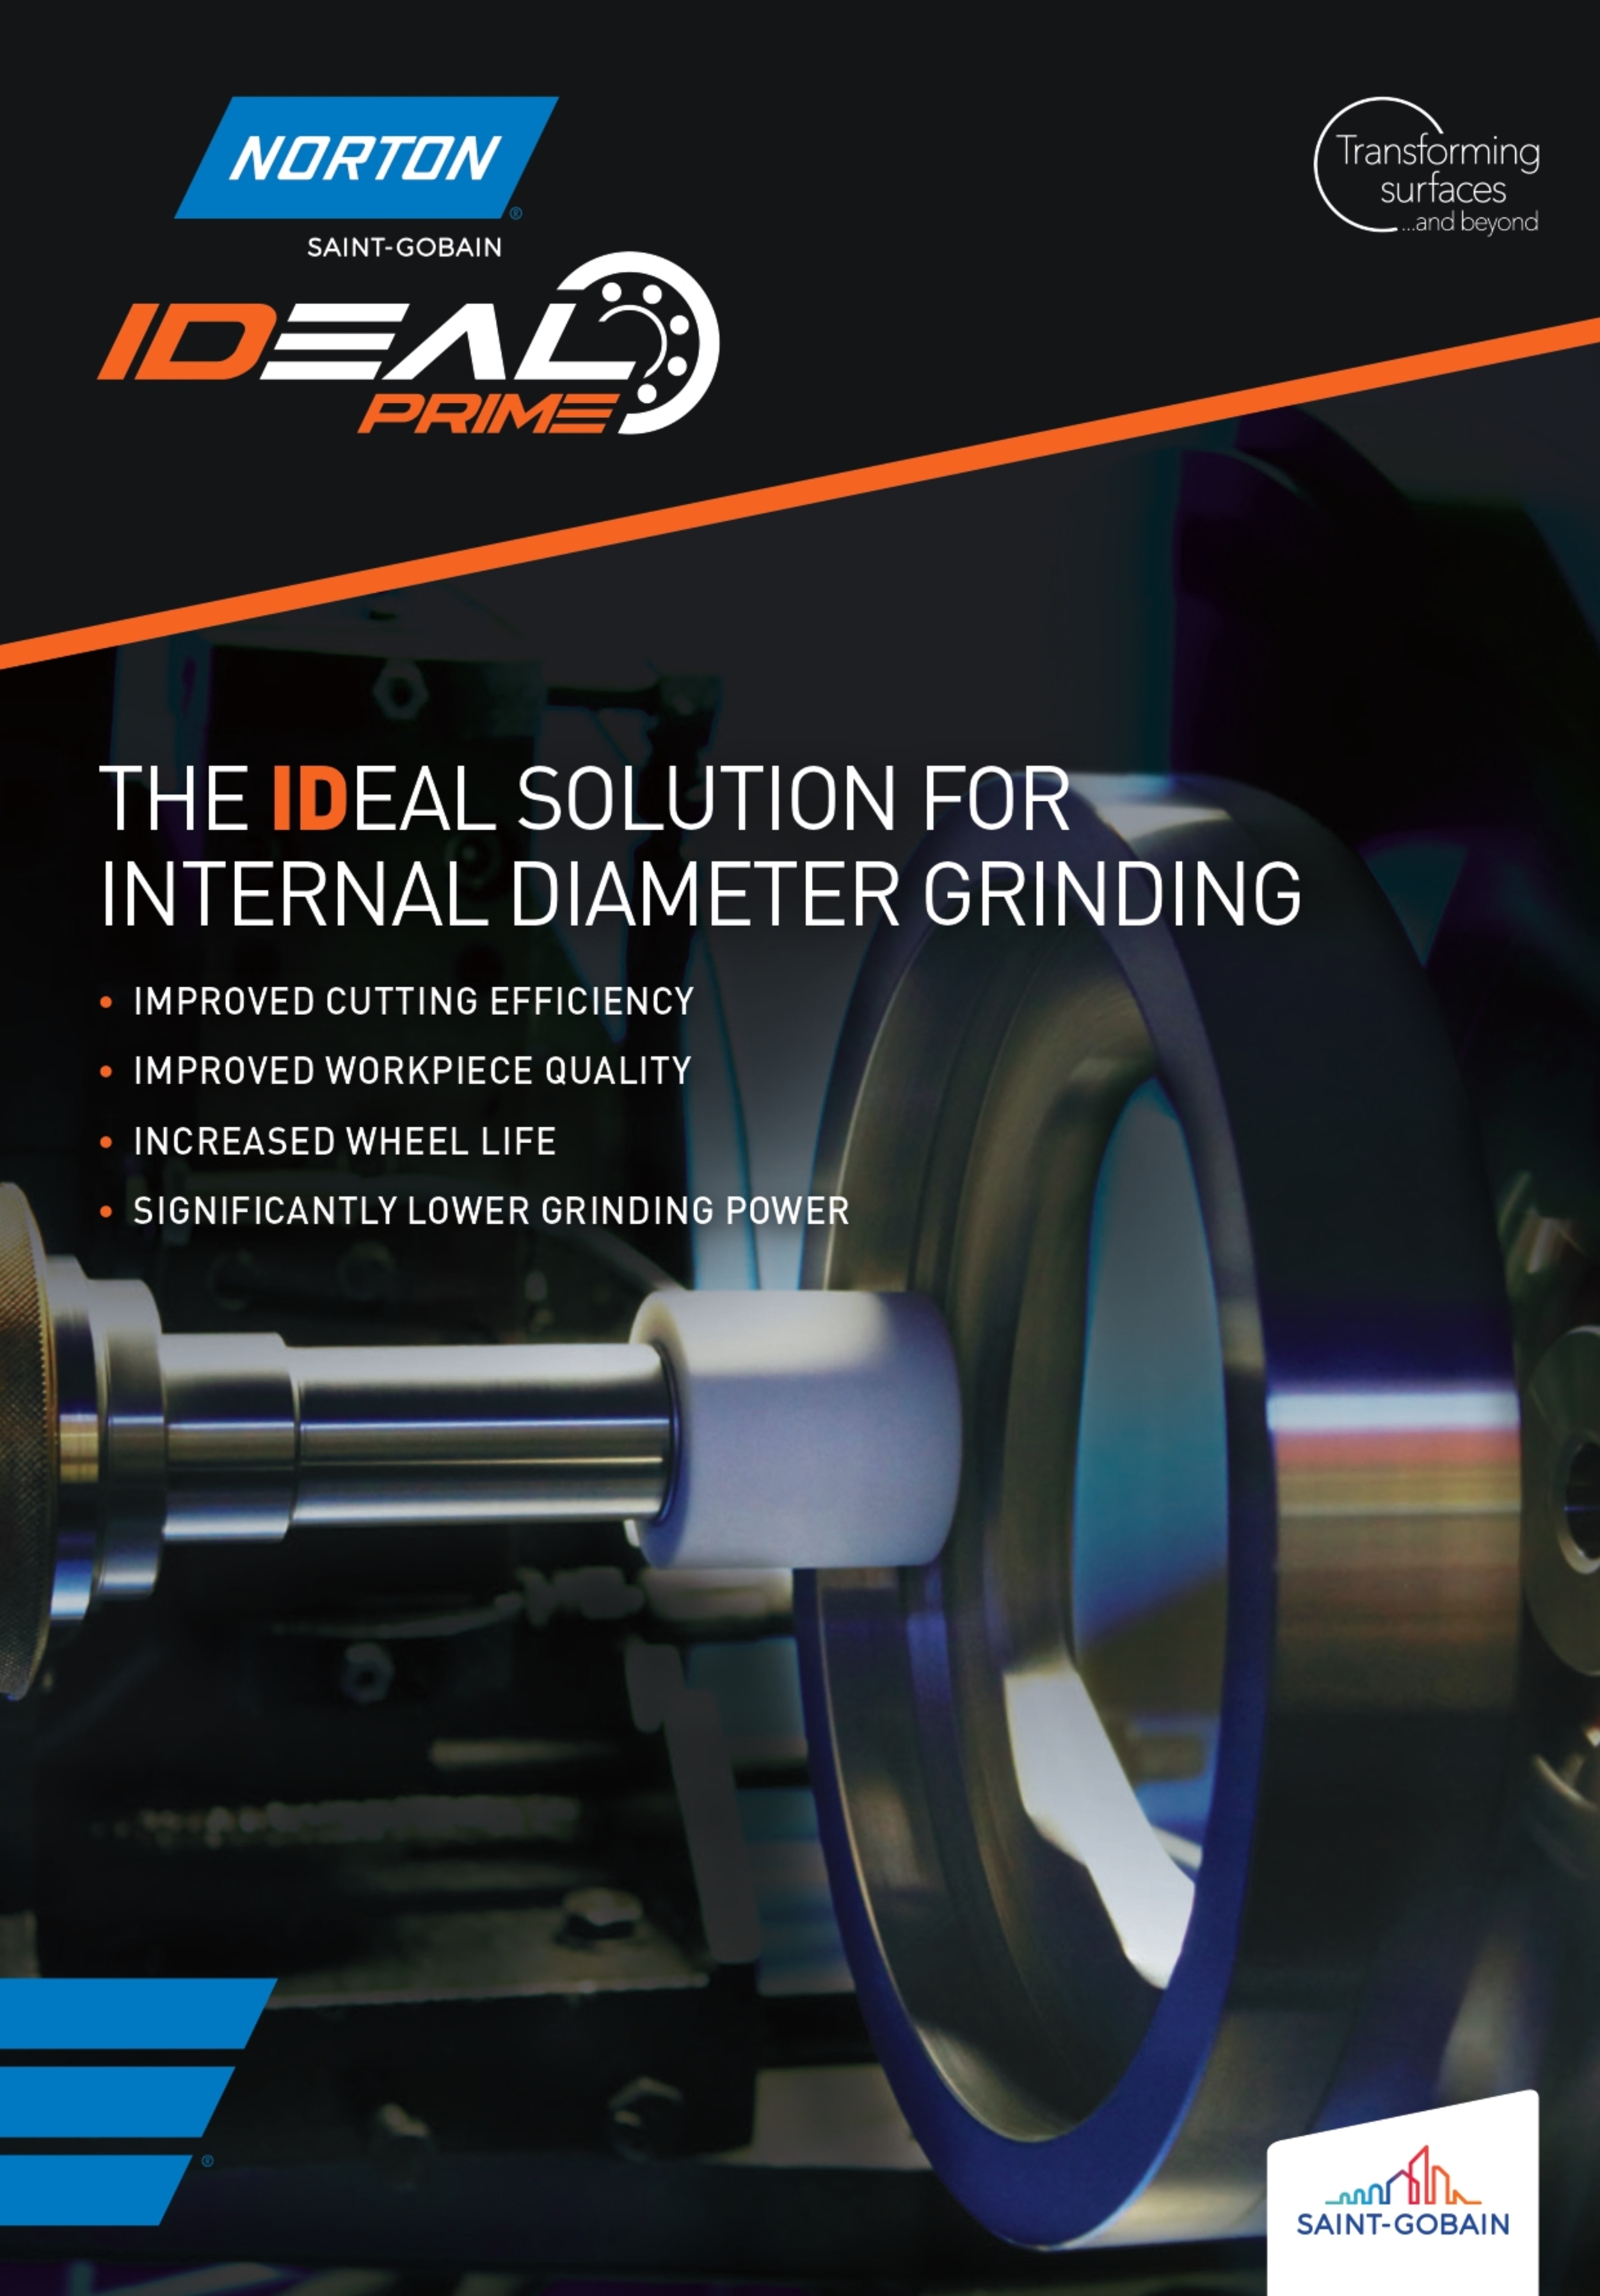 NORTON
®
SAINT-GOBAIN
IDEAL
PRIME
Transforming
surfaces
...and beyond
THE IDEAL SOLUTION FOR
INTERNAL DIAMETER GRINDING
• IMPROVED CUTTING EFFICIENCY
• IMPROVED WORKPIECE QUALITY
• INCREASED WHEEL LIFE
• SIGNIFICANTLY LOWER GRINDING POWER
®
SAINT-GOBAIN